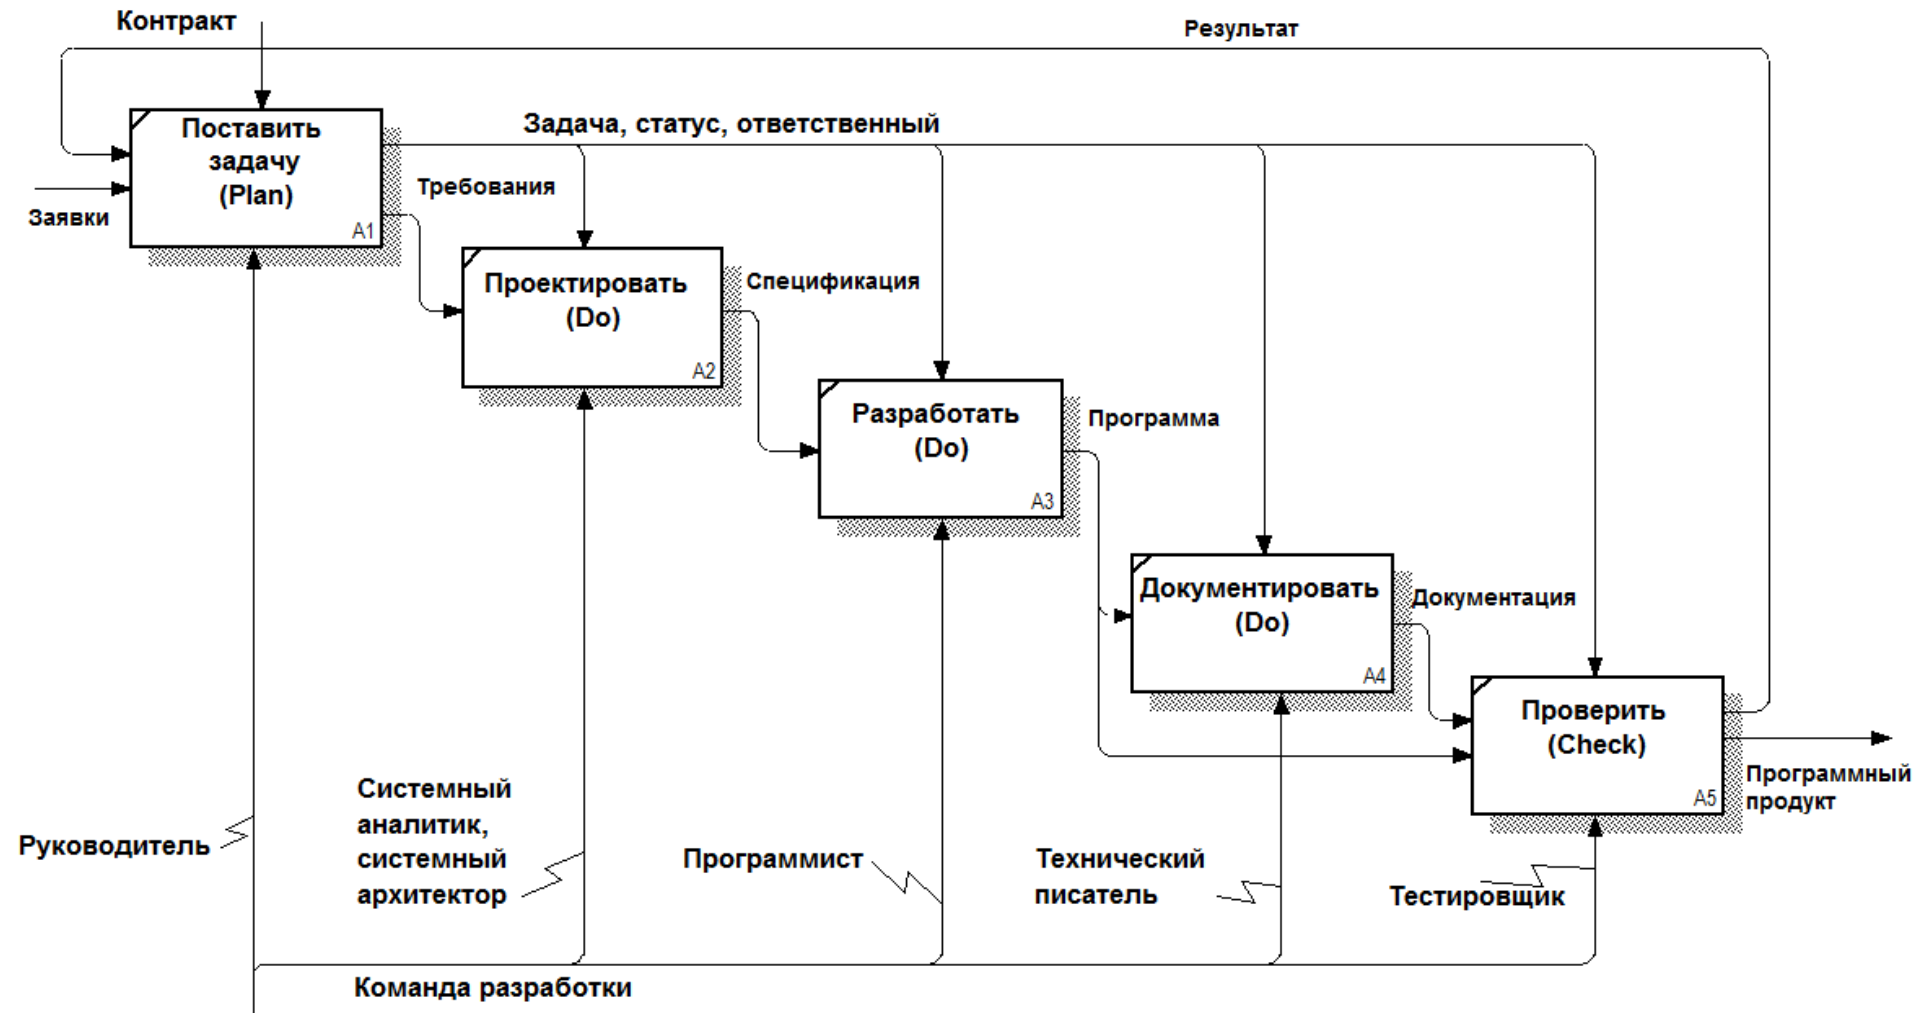 Контракт
Результат
Поставить
задачу
(Plan)
A1
Задача, статус, ответственный
Требования
Заявки
Проектировать
(Do)
A2
Спецификация
Разработать
(Do)
A3
Программа
Документировать
(Do)
A4
Документация
Проверить
(Check)
A5
Программный
продукт
Руководитель
Системный
аналитик,
системный
архитектор
Программист
Технический
писатель
Тестировщик
Команда разработки